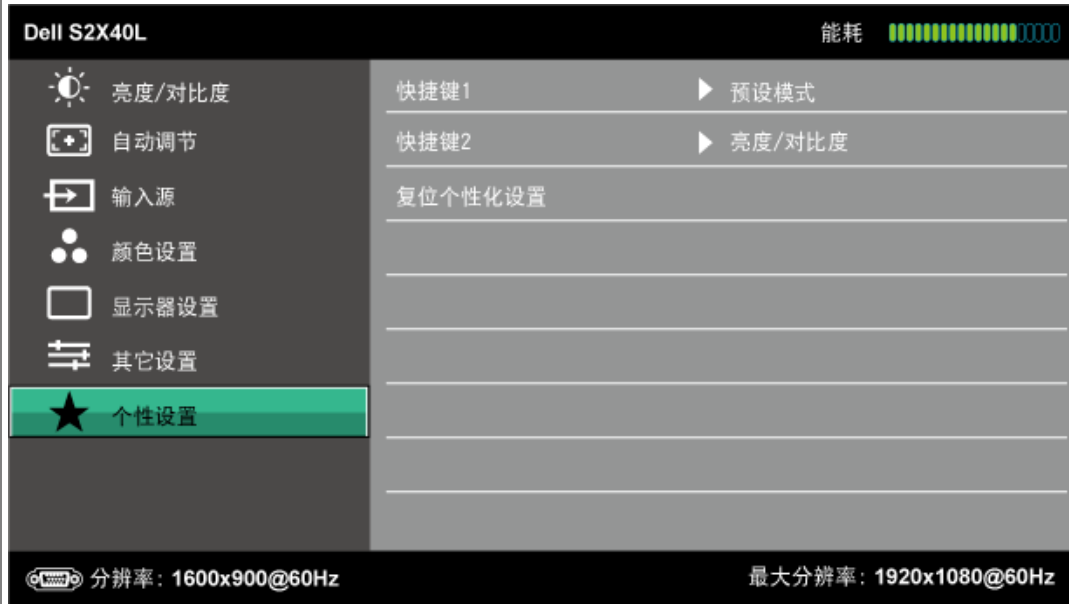 Dell S2X40L 能耗
亮度/对比度 快捷键1 预设模式
自动调节 快捷键2 亮度/对比度
输入源 复位个性化设置
颜色设置
显示器设置
其它设置
个性设置
分辨率: 1600x900@60Hz 最大分辨率: 1920x1080@60Hz